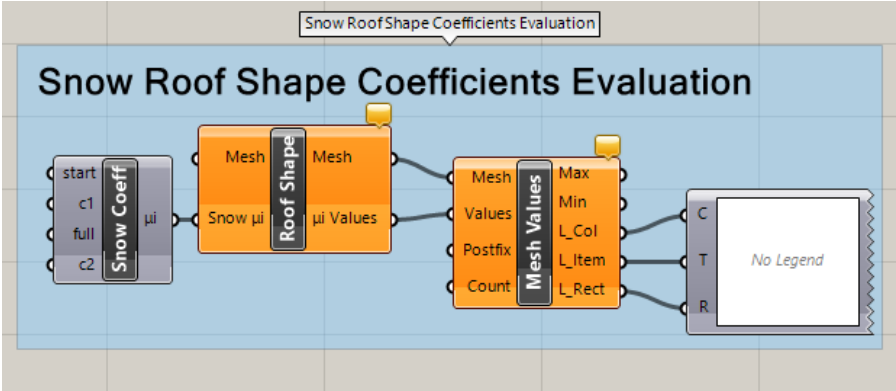 Snow Roof Shape Coefficients Evaluation
Snow Roof Shape Coefficients Evaluation
start
c1
full
c2
Snow Coeff
μi
Mesh
Snow μi
Roof Shape
Mesh
μi Values
Mesh
Values
Postfix
Count
Mesh Values
Max
Min
L_Col
L_Item
L_Rect
C
T
R
No Legend